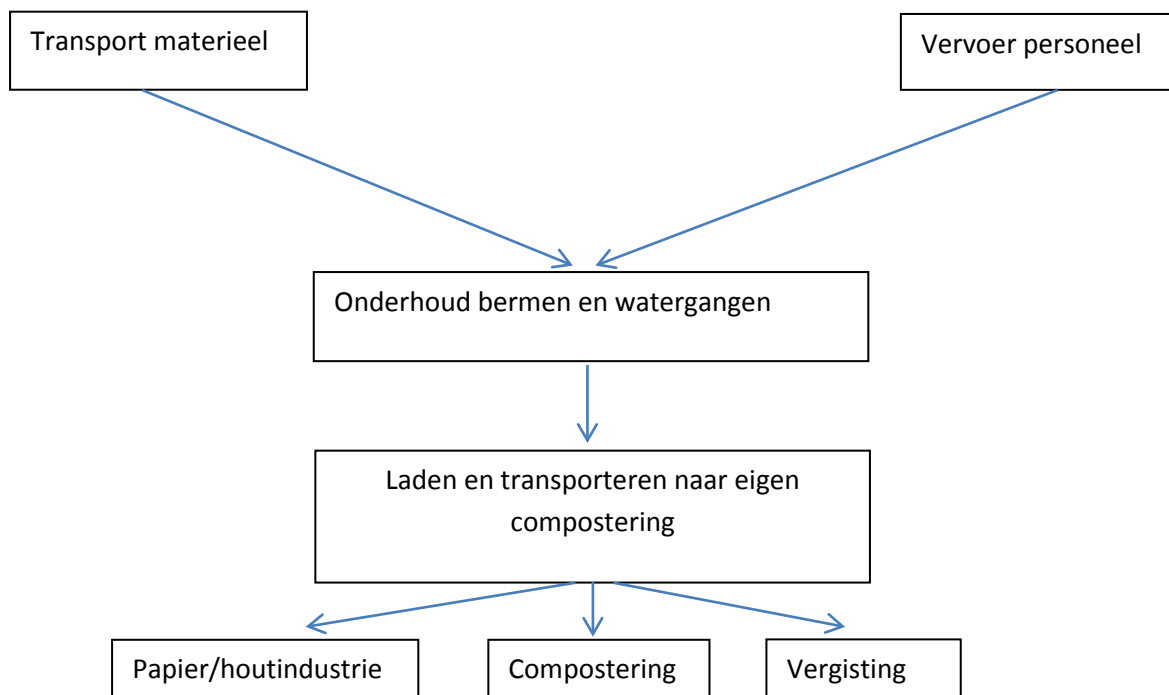 Transport materieel
Vervoer personeel
Onderhoud bermen en watergangen
Laden en transporteren naar eigen
compostering
Papier/houtindustrie
Compostering
Vergisting